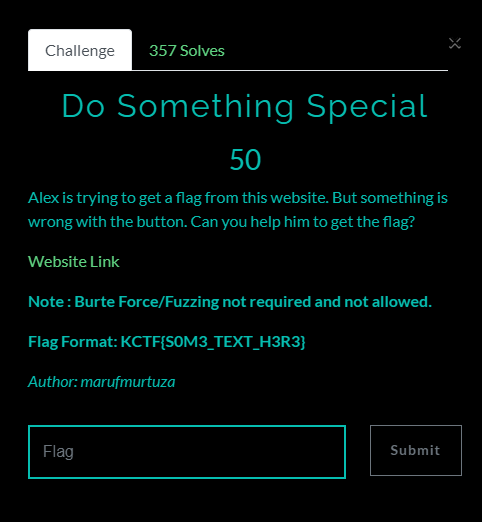 Challenge
357 Solves
Do Something Special
50
Alex is trying to get a flag from this website. But something is
wrong with the button. Can you help him to get the flag?
Website Link
Note : Burte Force/Fuzzing not required and not allowed.
Flag Format: KCTF{S0M3_TEXT_H3R3}
Author: marufmurtuza
Flag
Submit